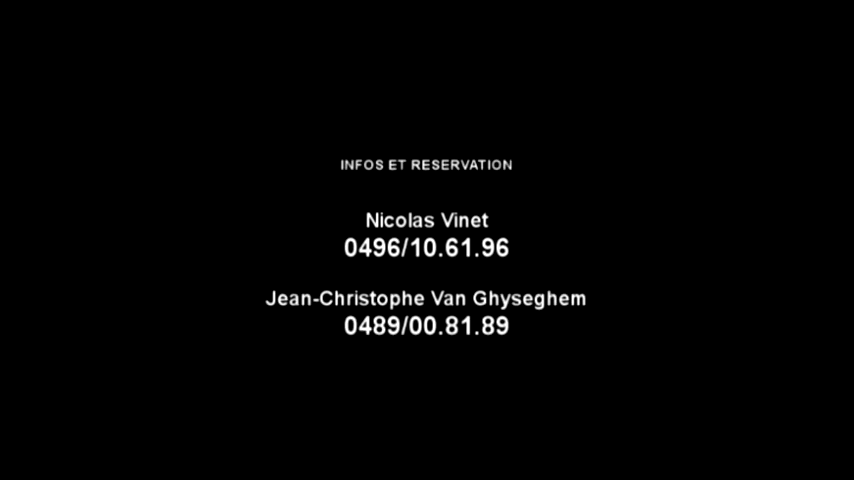 INFOS ET RESERVATION
Nicolas Vinet
0496/10.61.96
Jean-Christophe Van Ghyseghem
0489/00.81.89